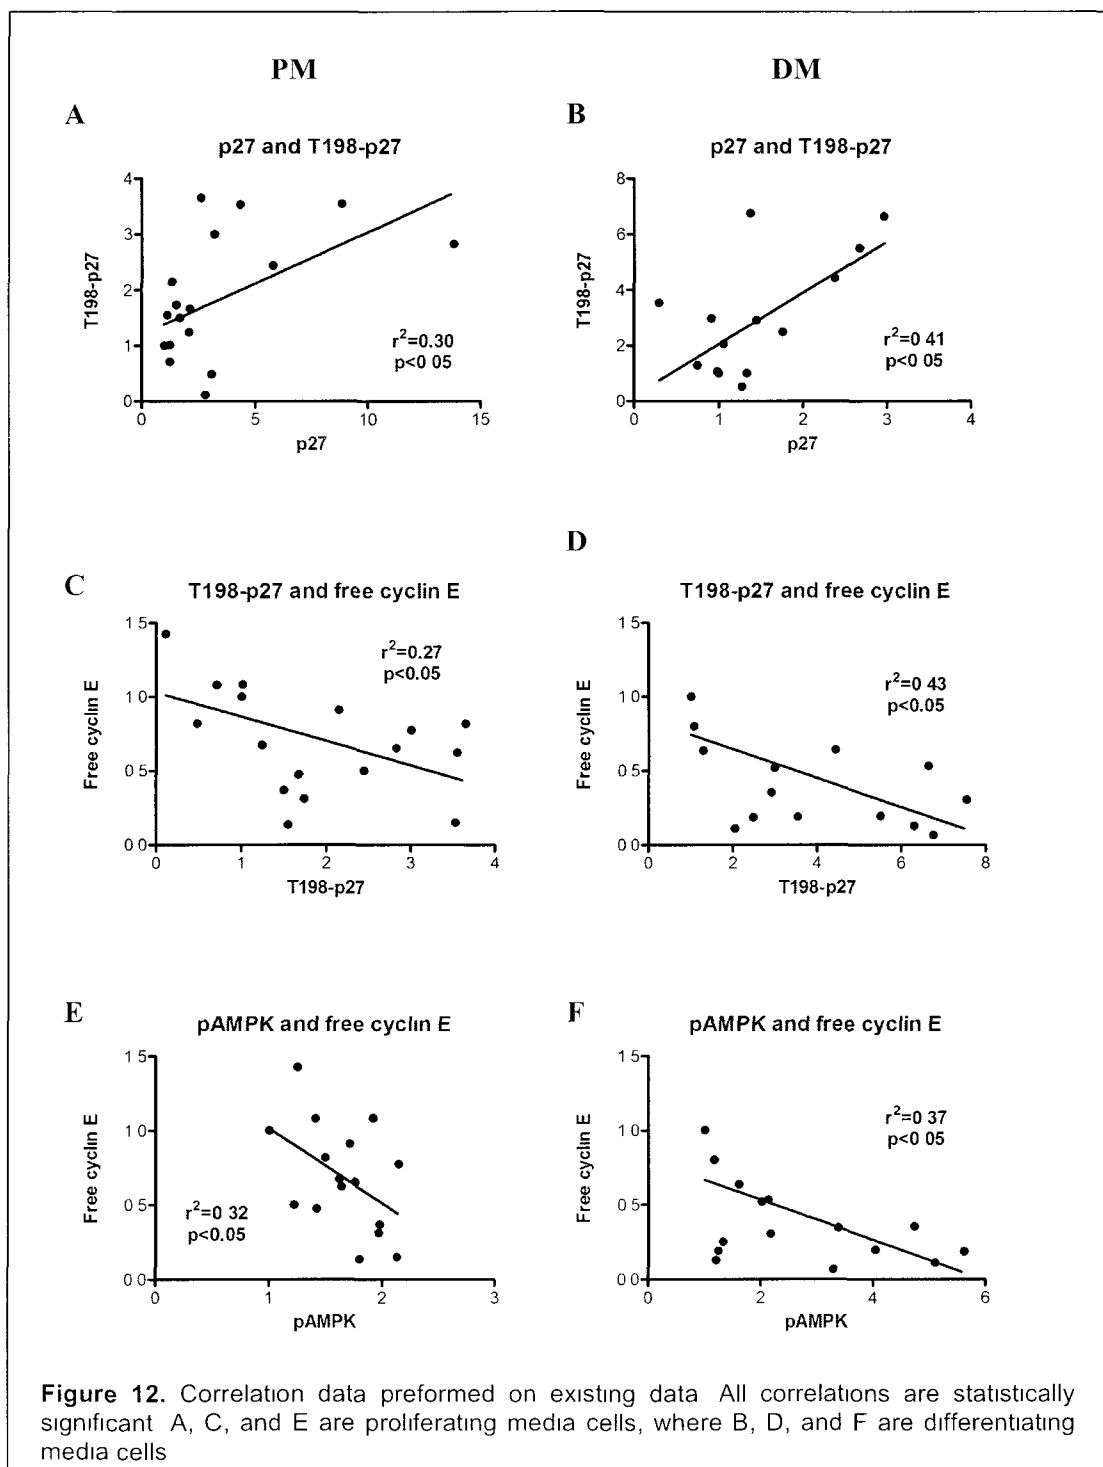 PM
DM
A
p27 and T198-p27
4
3
2
1
0
T198-p27
0
5
10
15
p27
r²=0.30
p<0 05
B
p27 and T198-p27
8
6
4
2
0
T198-p27
0
1
2
3
4
p27
r²=0 41
p<0 05
C
T198-p27 and free cyclin E
1 5
1 0
0 5
0 0
Free cyclin E
0
1
2
3
4
T198-p27
r²=0.27
p<0.05
D
T198-p27 and free cyclin E
1 5
1 0
0 5
0 0
Free cyclin E
0
2
4
6
8
T198-p27
r²=0 43
p<0.05
E
pAMPK and free cyclin E
1 5
1 0
0 5
0 0
Free cyclin E
0
1
2
3
pAMPK
r²=0 32
p<0.05
F
pAMPK and free cyclin E
1 5
1 0
0 5
0 0
Free cyclin E
0
2
4
6
pAMPK
r²=0 37
p<0 05
Figure 12. Correlation data preformed on existing data All correlations are statistically
significant A, C, and E are proliferating media cells, where B, D, and F are differentiating
media cells